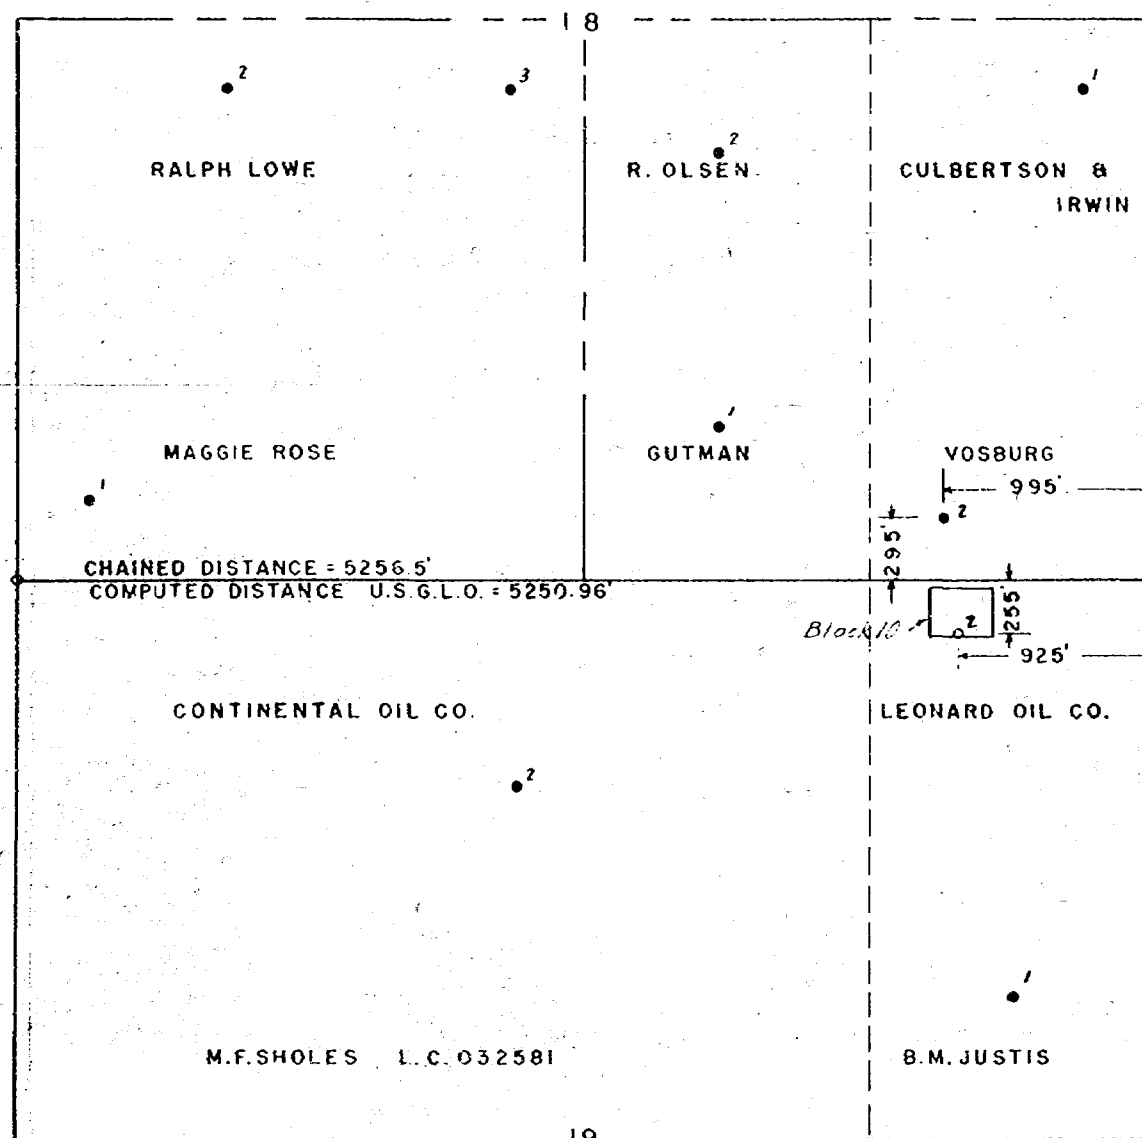 18
2
3
1
2
RALPH LOWE
R. OLSEN
CULBERTSON &
IRWIN
1
MAGGIE ROSE
GUTMAN
VOSBURG
995'
1
2
295'
CHAINED DISTANCE = 5256.5'
COMPUTED DISTANCE U.S.G.L.O. = 5250.96'
255'
Block 10
2
925'
CONTINENTAL OIL CO.
LEONARD OIL CO.
2
1
M.F. SHOLES L.C. 032581
B.M. JUSTIS
19